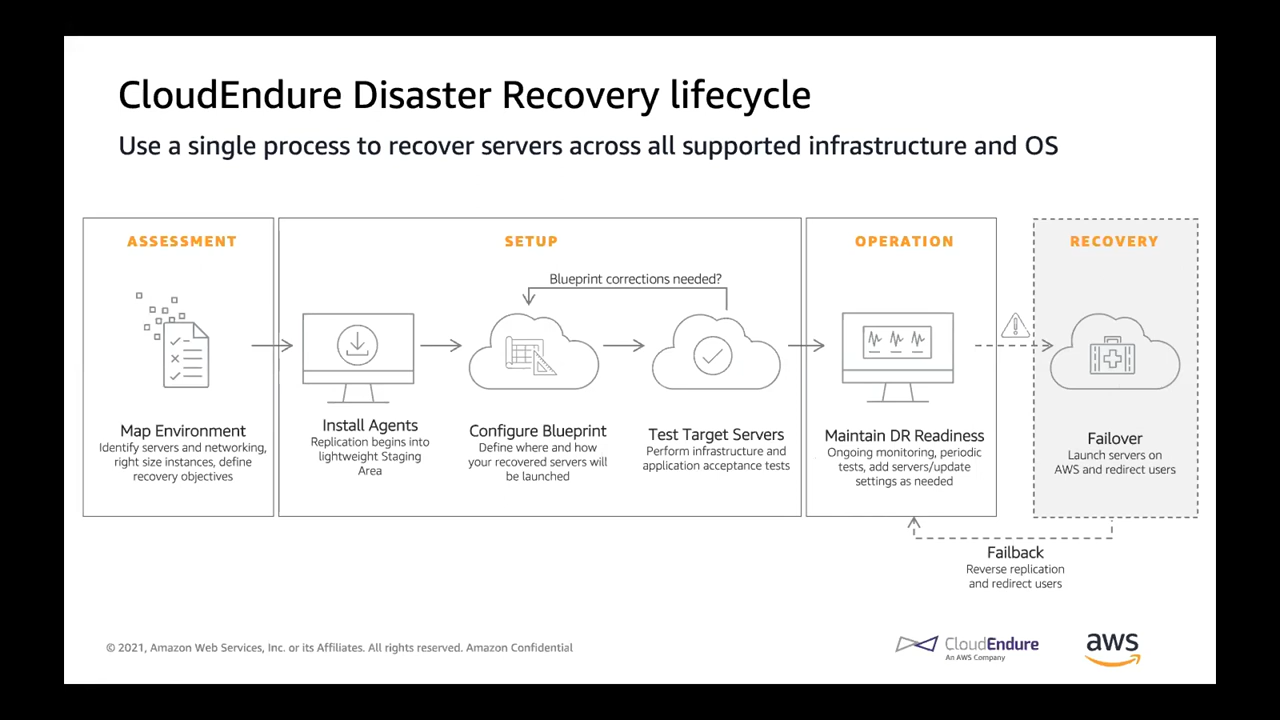 CloudEndure Disaster Recovery lifecycle
Use a single process to recover servers across all supported infrastructure and OS
ASSESSMENT
Map Environment
Identify servers and networking,
right size instances, define
recovery objectives
SETUP
Blueprint corrections needed?
Install Agents
Replication begins into
lightweight Staging
Area
Configure Blueprint
Define where and how
your recovered servers will
be launched
Test Target Servers
Perform infrastructure and
application acceptance tests
OPERATION
Maintain DR Readiness
Ongoing monitoring, periodic
tests, add servers/update
settings as needed
RECOVERY
Failover
Launch servers on
AWS and redirect users
Failback
Reverse replication
and redirect users
© 2021, Amazon Web Services, Inc. or its Affiliates. All rights reserved. Amazon Confidential
CloudEndure
An AWS Company
aws